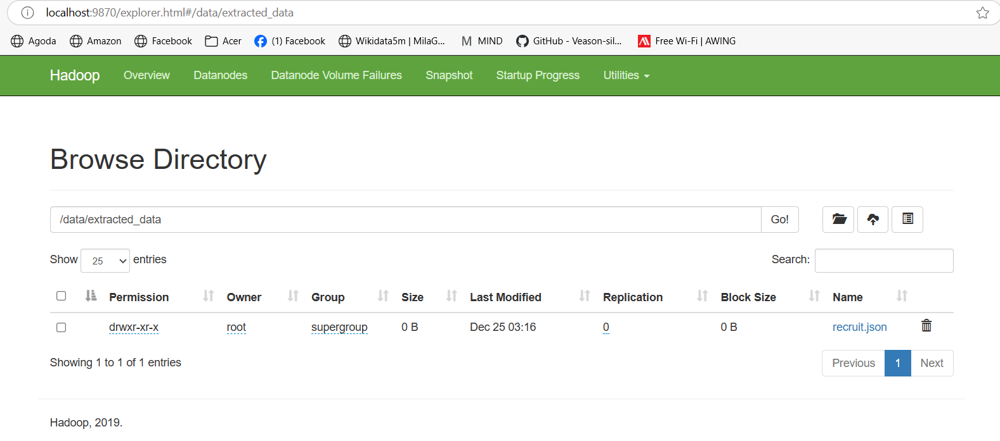 localhost:9870/explorer.html#/data/extracted_data
Agoda Amazon Facebook Acer (1) Facebook Wikidata5m | MilaG... MIND GitHub - Veason-sil... Free Wi-Fi | AWING
Hadoop Overview Datanodes Datanode Volume Failures Snapshot Startup Progress Utilities
Browse Directory
/data/extracted_data Go!
Show 25 entries Search:
Permission Owner Group Size Last Modified Replication Block Size Name
drwxr-xr-x root supergroup 0 B Dec 25 03:16 0 0 B recruit.json
Showing 1 to 1 of 1 entries Previous 1 Next
Hadoop, 2019.